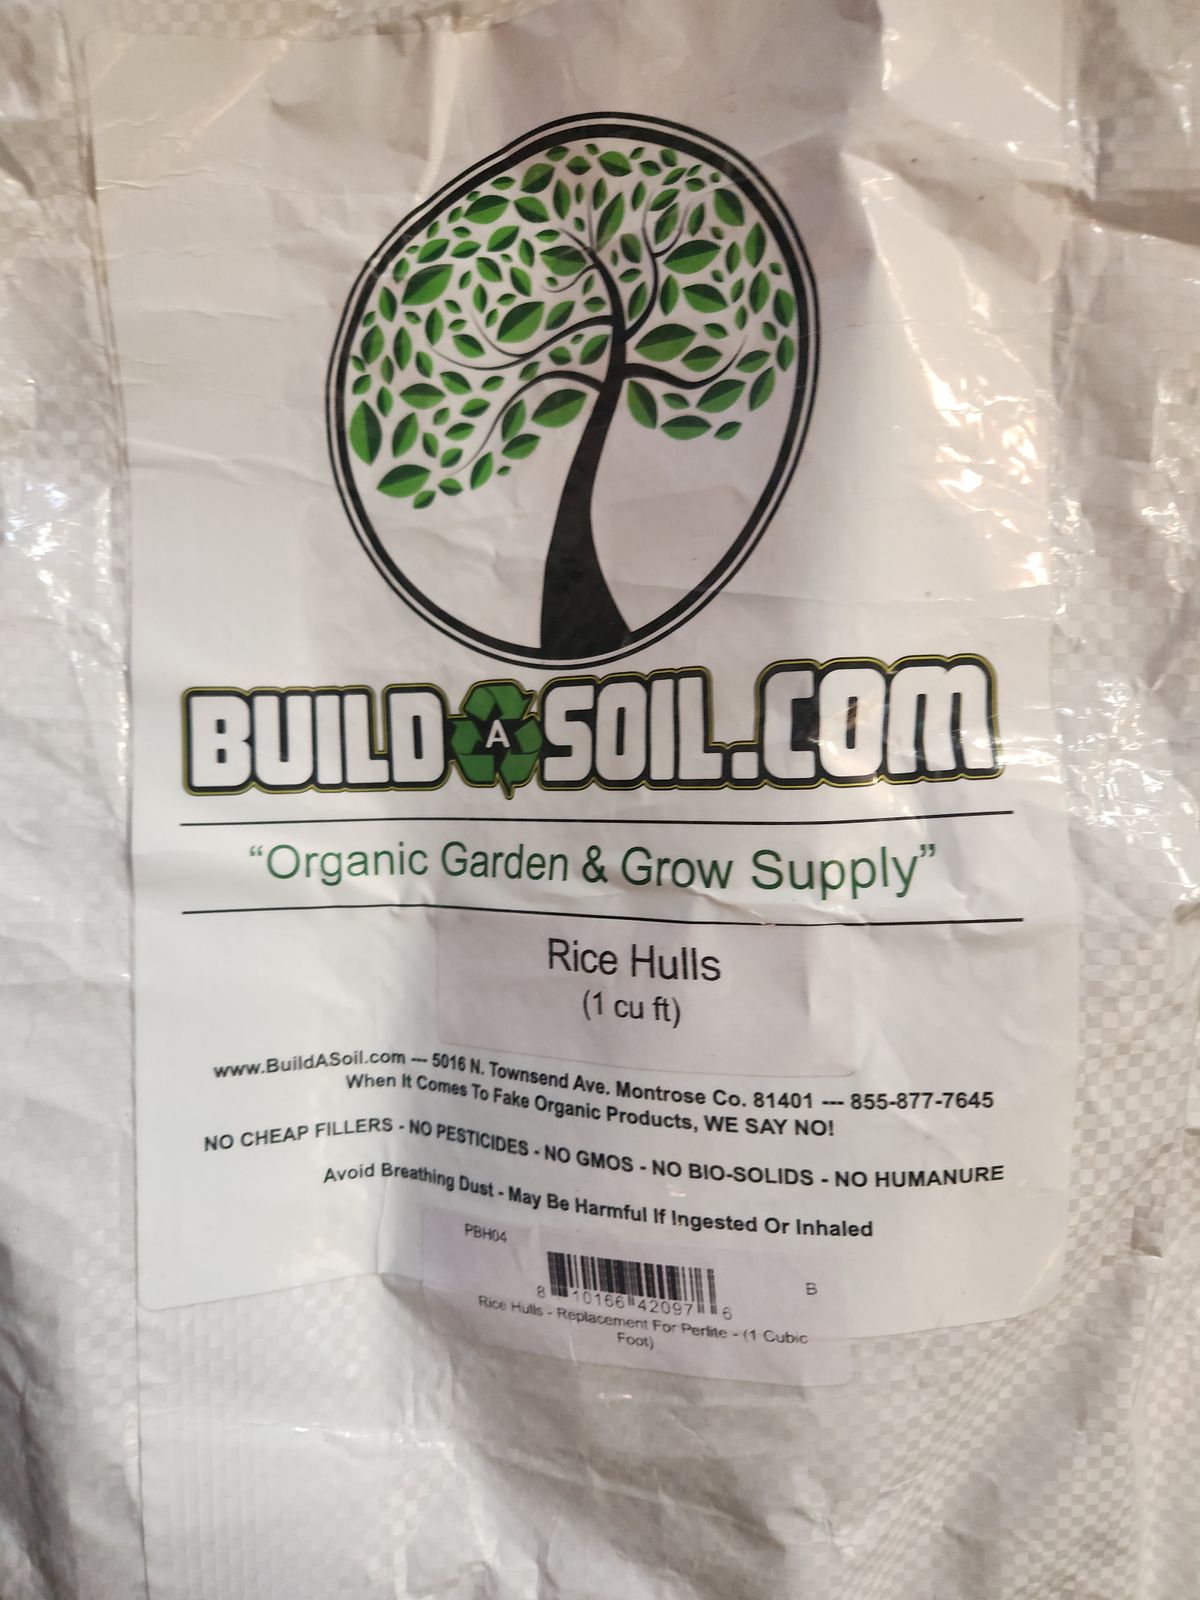 BUILD A SOIL.COM
“Organic Garden & Grow Supply”
Rice Hulls
(1 cu ft)
www.BuildASoil.com --- 5016 N. Townsend Ave. Montrose Co. 81401 --- 855-877-7645
When It Comes To Fake Organic Products, WE SAY NO!
NO CHEAP FILLERS - NO PESTICIDES - NO GMOS - NO BIO-SOLIDS - NO HUMANURE
Avoid Breathing Dust - May Be Harmful If Ingested Or Inhaled
PBH04
B
8 10166 42097 6
Rice Hulls - Replacement For Perlite - (1 Cubic
Foot)